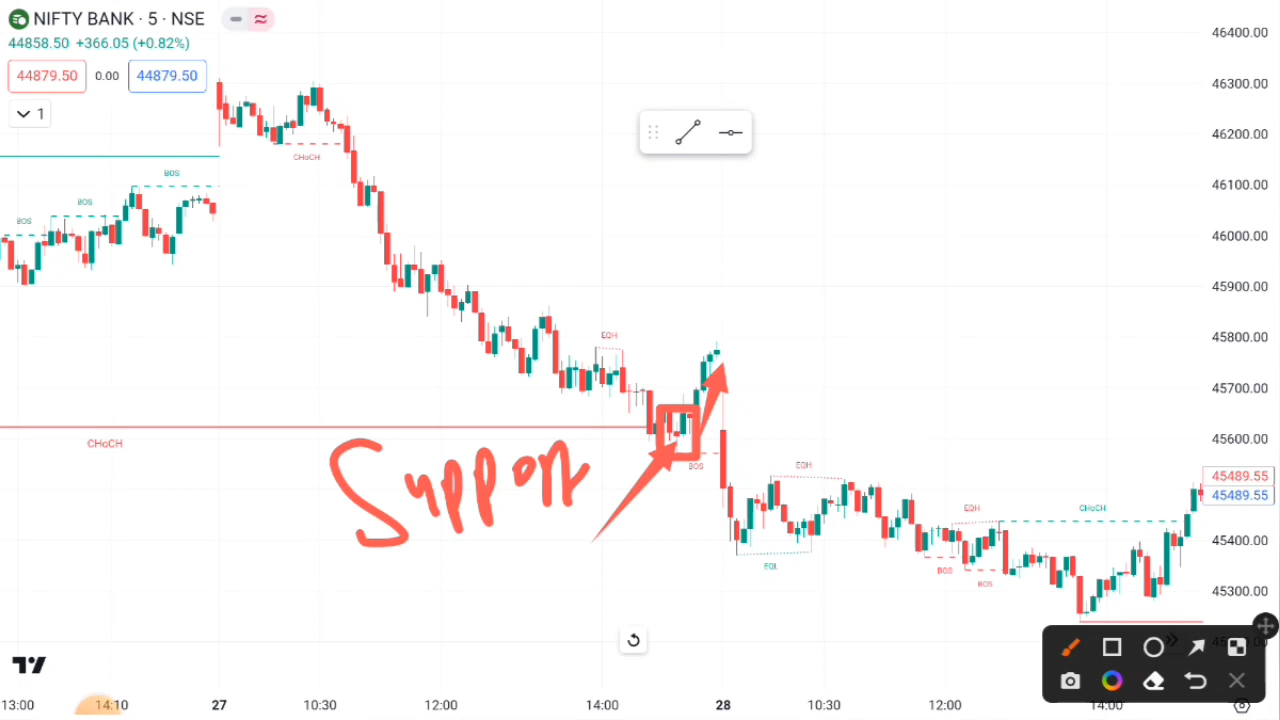 NIFTY BANK · 5 · NSE
44858.50 +366.05 (+0.82%)
44879.50 0.00 44879.50
1
46400.00
46300.00
46200.00
46100.00
46000.00
45900.00
45800.00
45700.00
45600.00
45489.55
45489.55
45400.00
45300.00
CHoCH
BOS
BOS
BOS
EQH
CHoCH
Support
BOS
EQH
EQL
EQH
CHoCH
BOS
BOS
13:00 14:10 27 10:30 12:00 14:00 28 10:30 12:00 14:00